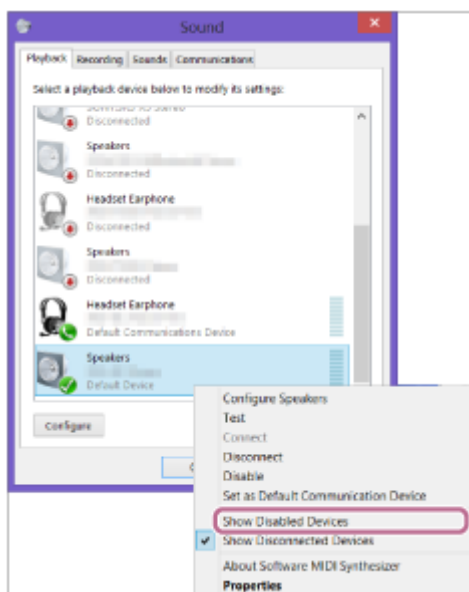 Sound
Playback Recording Sounds Communications
Select a playback device below to modify its settings:
Stereo
Disconnected
Speakers
Disconnected
Headset Earphone
Disconnected
Speakers
Disconnected
Headset Earphone
Default Communications Device
Speakers
Default Device
Configure
Configure Speakers
Test
Connect
Disconnect
Disable
Set as Default Communication Device
Show Disabled Devices
Show Disconnected Devices
About Software MIDI Synthesizer
Properties